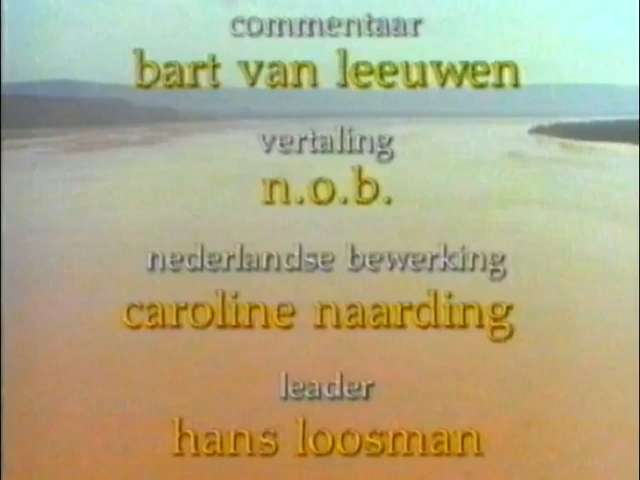 commentaar
bart van leeuwen
vertaling
n.o.b.
nederlandse bewerking
caroline naarding
leader
hans loosman